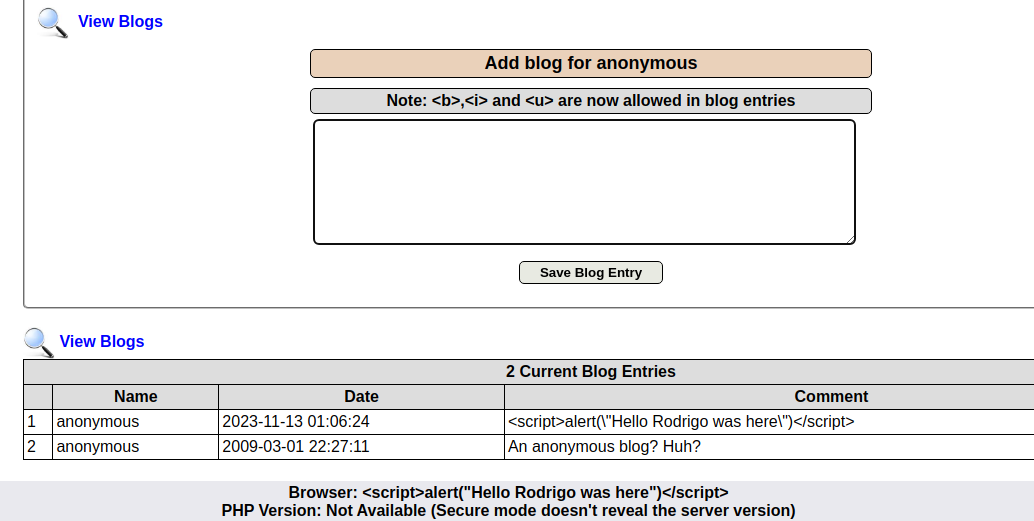 View Blogs
Add blog for anonymous
Note: <b>,<i> and <u> are now allowed in blog entries
Save Blog Entry
View Blogs
2 Current Blog Entries
Name Date Comment
1 anonymous 2023-11-13 01:06:24 <script>alert(\"Hello Rodrigo was here\")</script>
2 anonymous 2009-03-01 22:27:11 An anonymous blog? Huh?
Browser: <script>alert("Hello Rodrigo was here")</script>
PHP Version: Not Available (Secure mode doesn't reveal the server version)